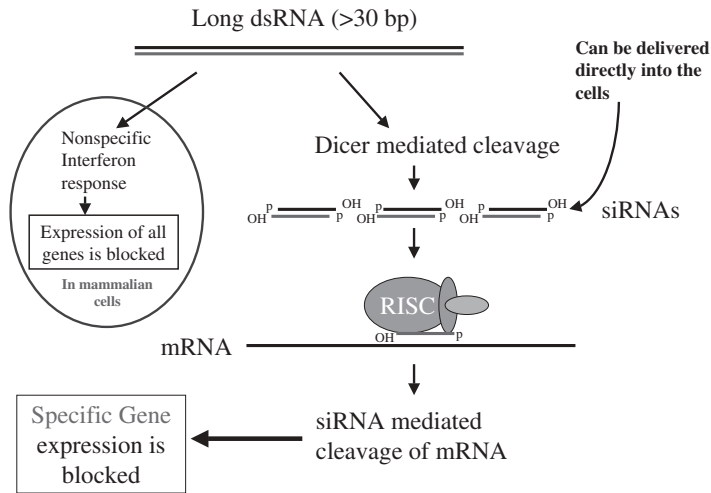 Long dsRNA (>30 bp)
Can be delivered
directly into the
cells
Nonspecific
Interferon
response
Expression of all
genes is blocked
In mammalian
cells
Dicer mediated cleavage
p OH p OH p OH
OH p OH p OH p
siRNAs
RISC
OH p
mRNA
siRNA mediated
cleavage of mRNA
Specific Gene
expression is
blocked